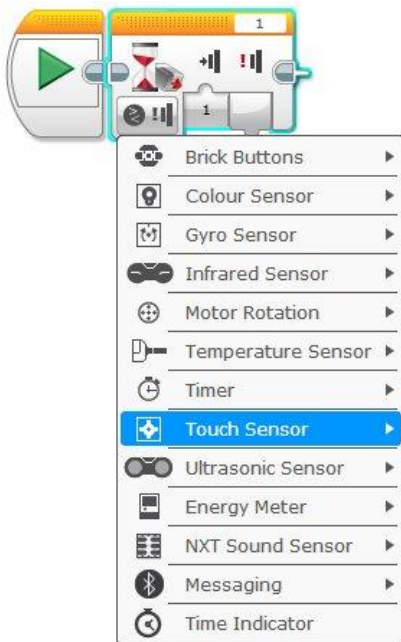 1
1
Brick Buttons
Colour Sensor
Gyro Sensor
Infrared Sensor
Motor Rotation
Temperature Sensor
Timer
Touch Sensor
Ultrasonic Sensor
Energy Meter
NXT Sound Sensor
Messaging
Time Indicator